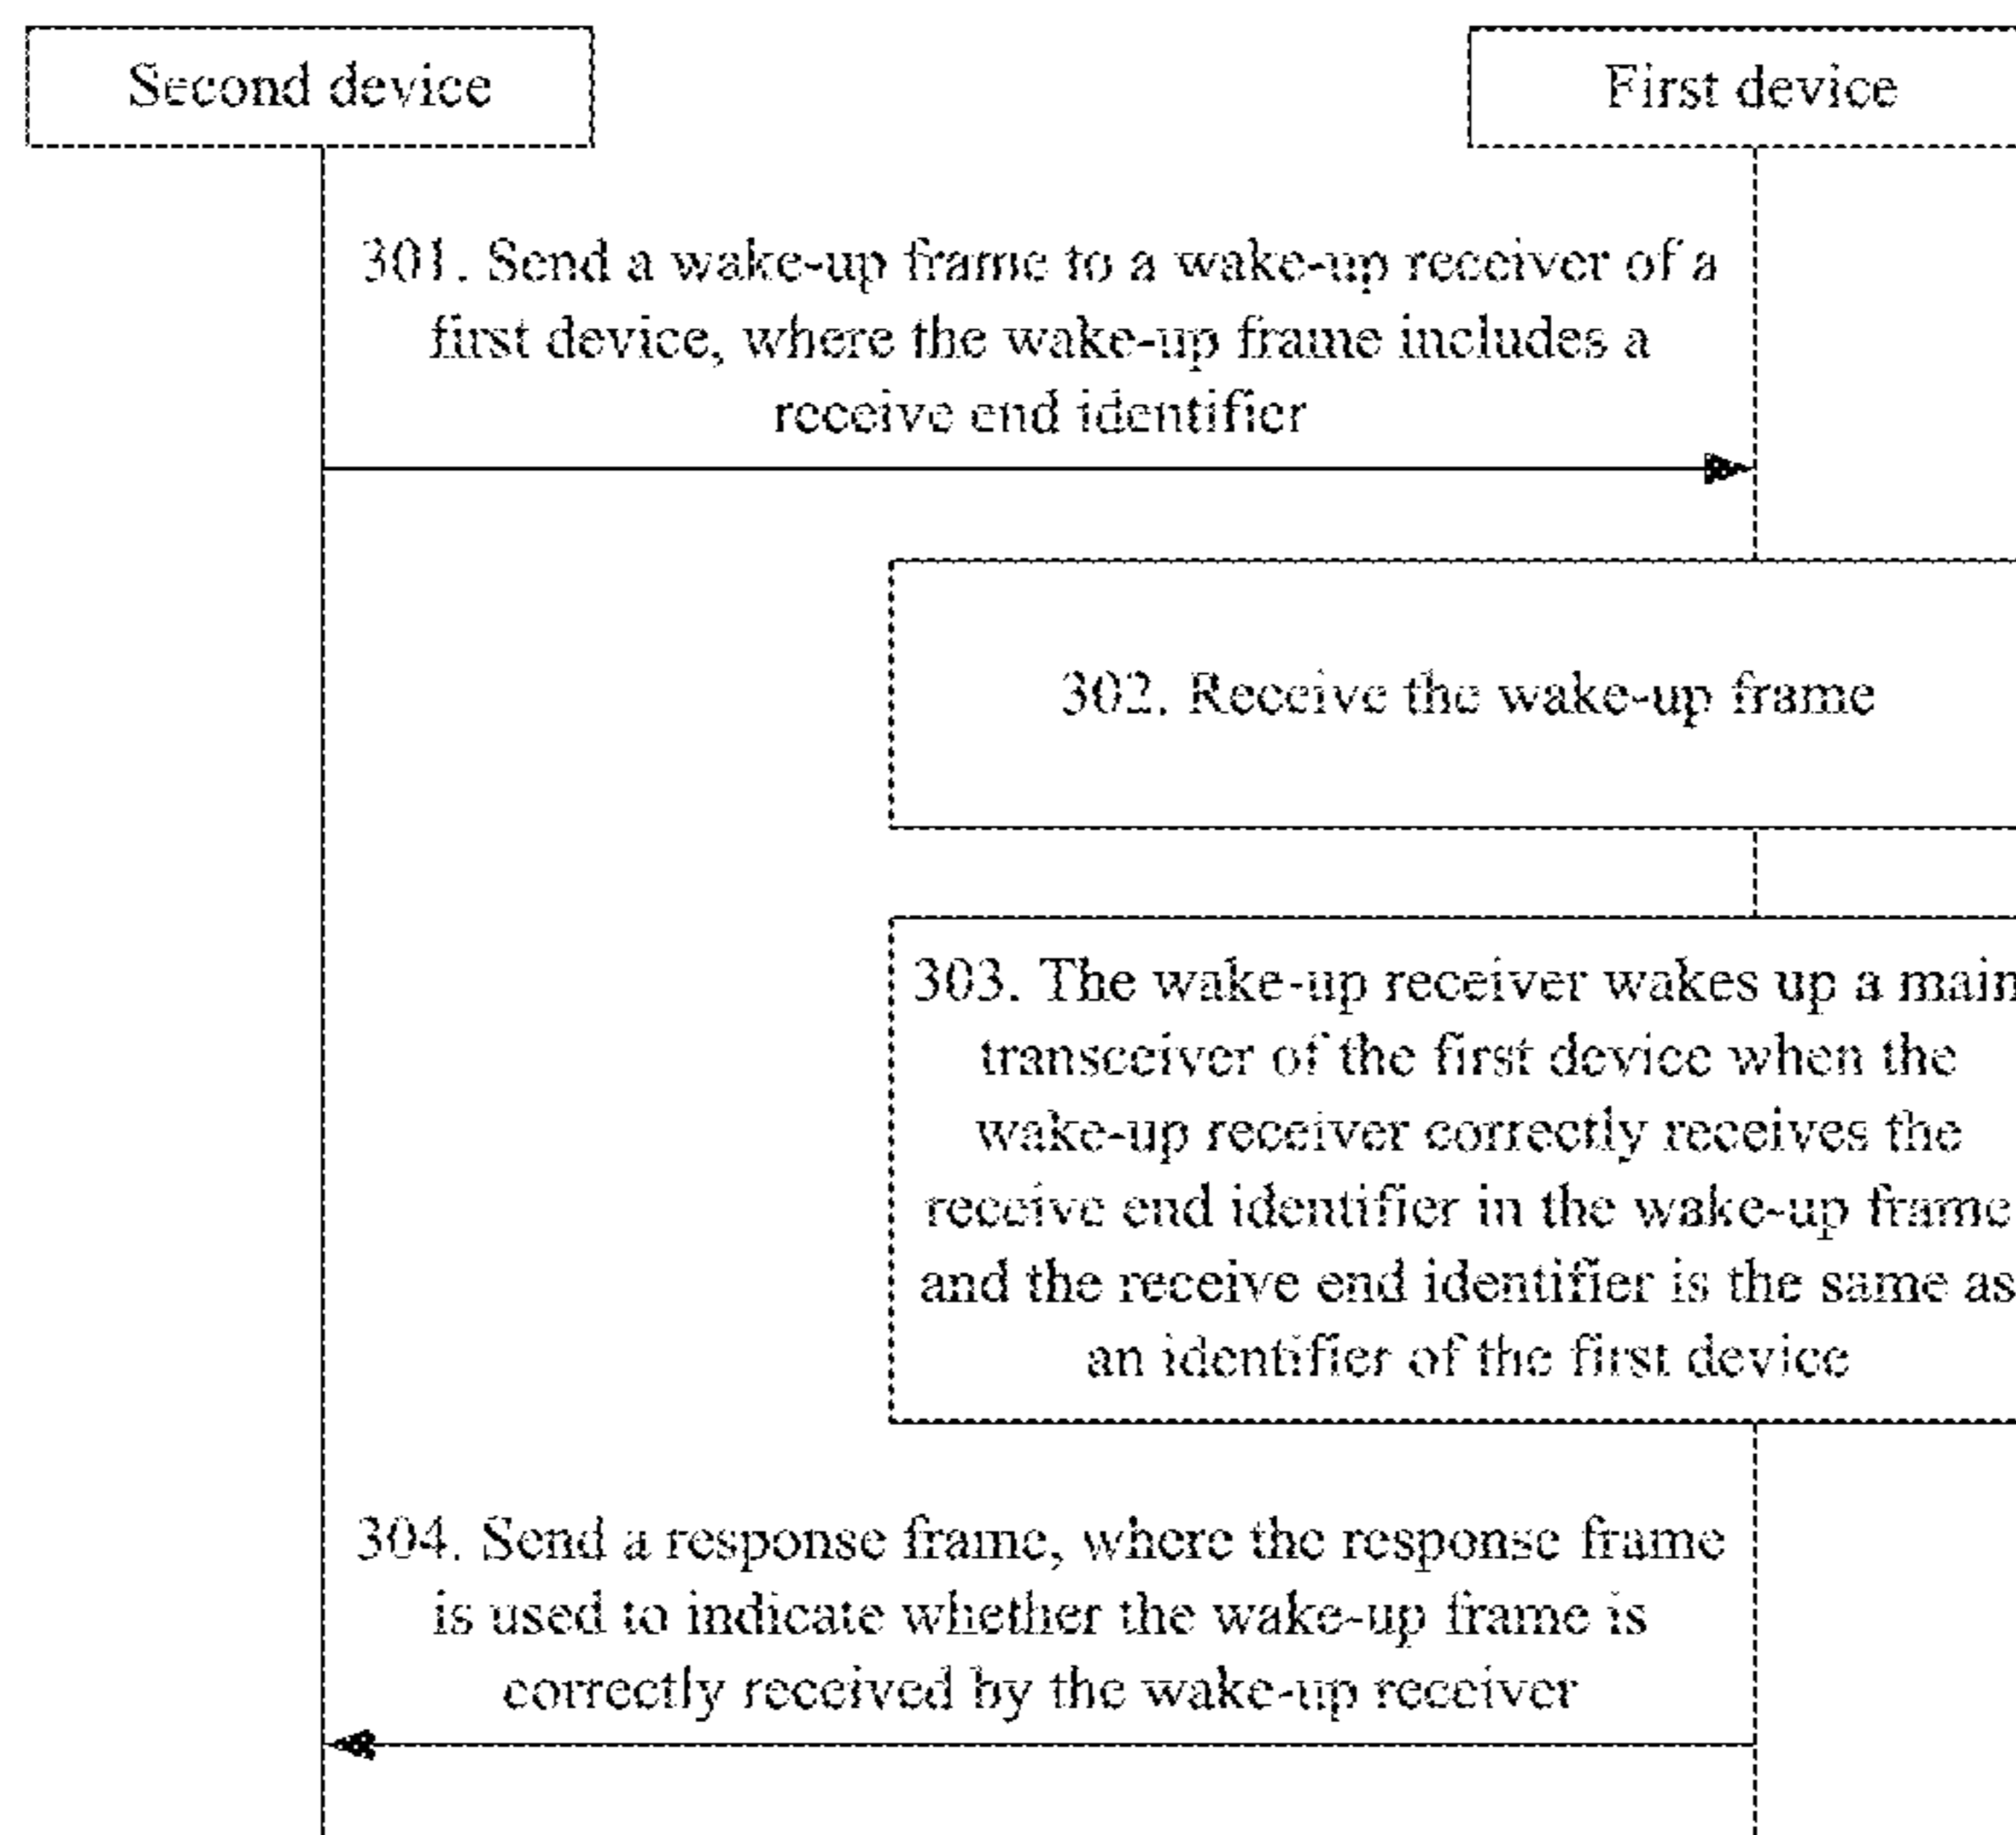 Second device
First device
301. Send a wake-up frame to a wake-up receiver of a
first device, where the wake-up frame includes a
receive end identifier
302. Receive the wake-up frame
303. The wake-up receiver wakes up a main
transceiver of the first device when the
wake-up receiver correctly receives the
receive end identifier in the wake-up frame
and the receive end identifier is the same as
an identifier of the first device
304. Send a response frame, where the response frame
is used to indicate whether the wake-up frame is
correctly received by the wake-up receiver